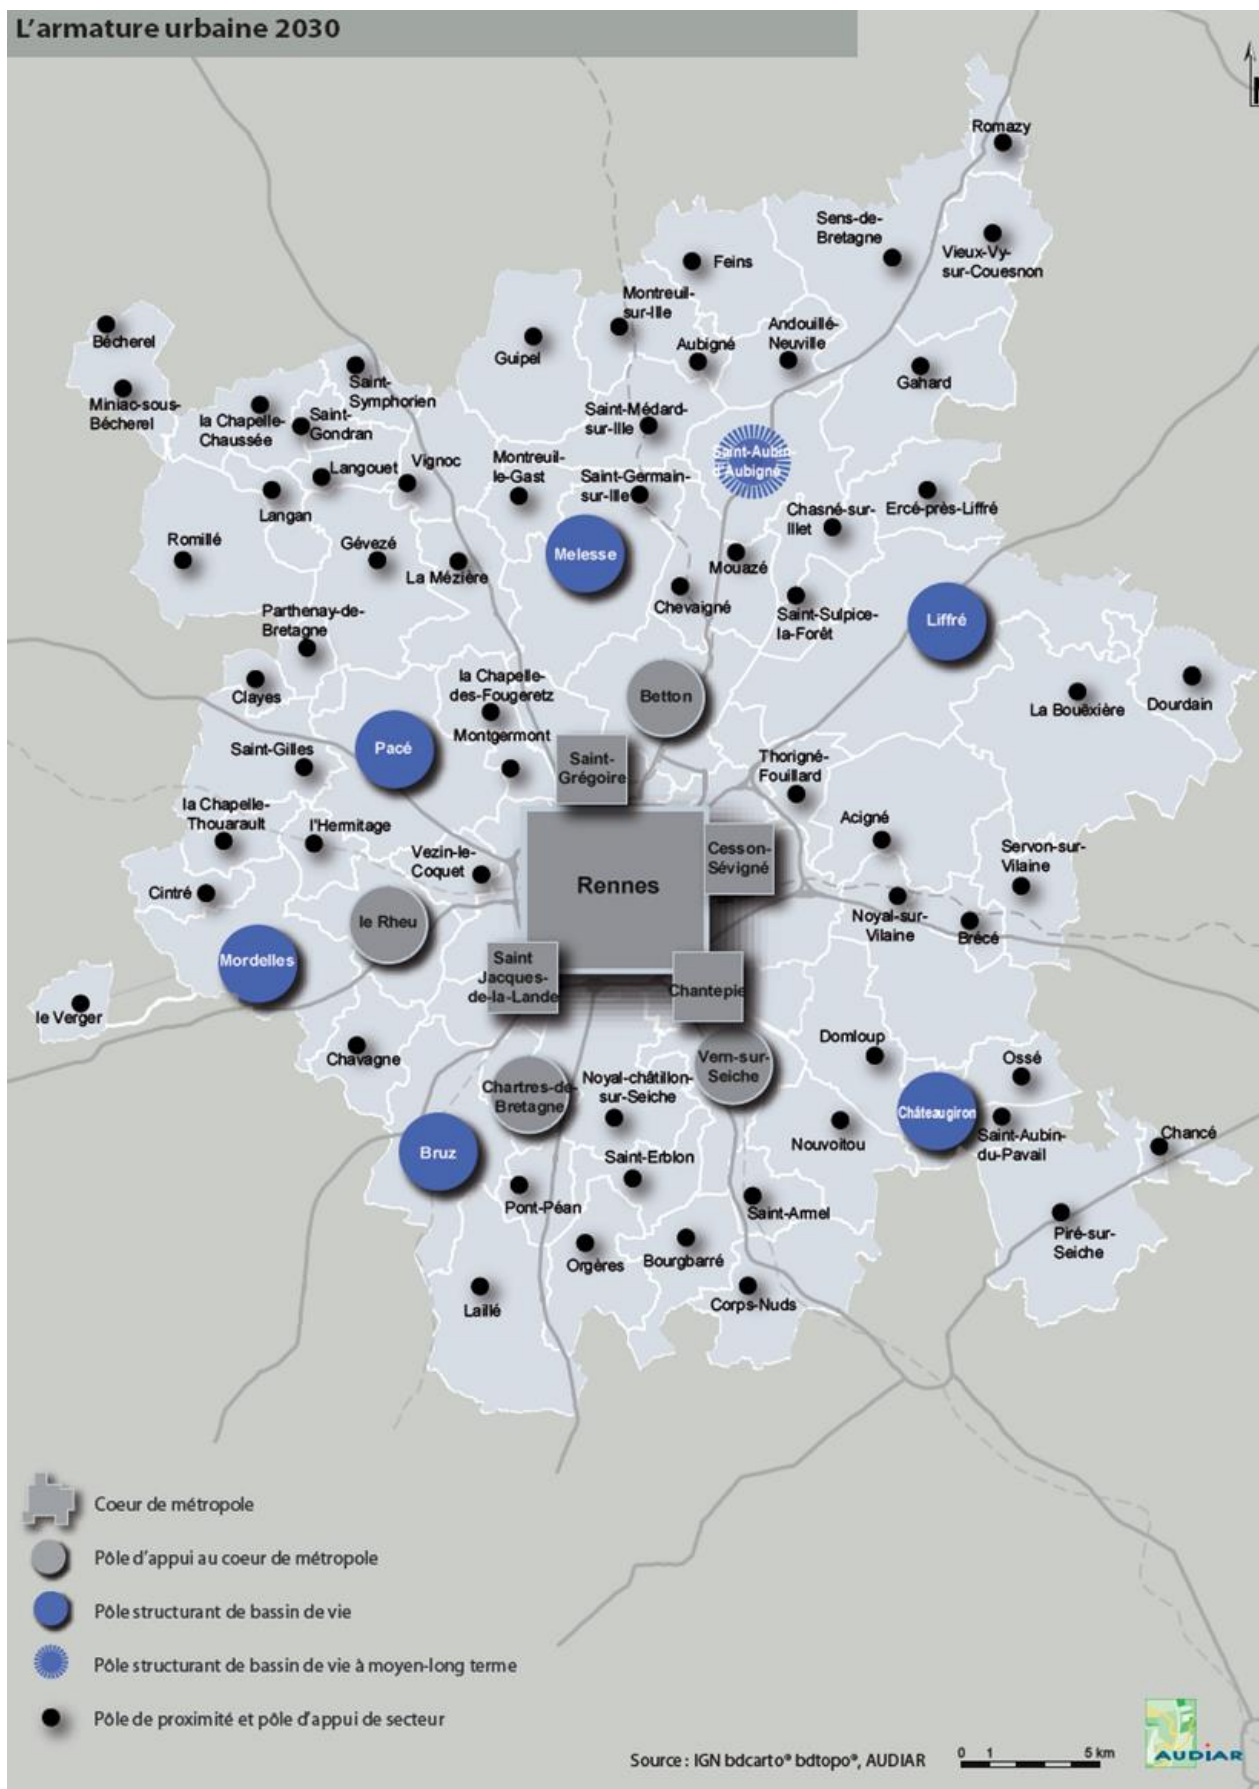 L'armature urbaine 2030
Romazy
Sens-de-
Bretagne
Vieux-Vy-
sur-Couesnon
Feins
Montreuil-
sur-Ille
Andouillé-
Neuville
Aubigné
Guipel
Gahard
Bécherel
Miniac-sous-
Bécherel
Saint-
Symphorien
la Chapelle-
Chaussée
Saint-
Gondran
Saint-Médard-
sur-Ille
Saint-Aubin-
d'Aubigné
Langouet
Vignoc
Montreuil-
le-Gast
Saint-Germain-
sur-Ille
Langan
Chasné-sur-
Illet
Ercé-près-Liffré
Romillé
Gévezé
La Mézière
Melesse
Mouazé
Chevaigné
Saint-Sulpice-
la-Forêt
Liffré
Parthenay-de-
Bretagne
Clayes
la Chapelle-
des-Fougeretz
Betton
La Bouëxière
Dourdain
Montgermont
Pacé
Saint-Gilles
Saint-
Grégoire
Thorigné-
Fouillard
la Chapelle-
Thouarault
l'Hermitage
Vezin-le-
Coquet
Rennes
Cesson-
Sévigné
Acigné
Servon-sur-
Vilaine
Cintré
le Rheu
Noyal-sur-
Vilaine
Brécé
Mordelles
Saint
Jacques-
de-la-Lande
Chantepie
le Verger
Chavagne
Domloup
Ossé
Vern-sur-
Seiche
Chartres-de-
Bretagne
Noyal-châtillon-
sur-Seiche
Châteaugiron
Saint-Aubin-
du-Pavail
Chancé
Nouvoitou
Bruz
Saint-Erblon
Pont-Péan
Saint-Armel
Piré-sur-
Seiche
Orgères
Bourgbarré
Laillé
Corps-Nuds
Coeur de métropole
Pôle d'appui au coeur de métropole
Pôle structurant de bassin de vie
Pôle structurant de bassin de vie à moyen-long terme
Pôle de proximité et pôle d'appui de secteur
Source : IGN bdcarto® bdtopo®, AUDIAR
0 1 5 km
AUDIAR